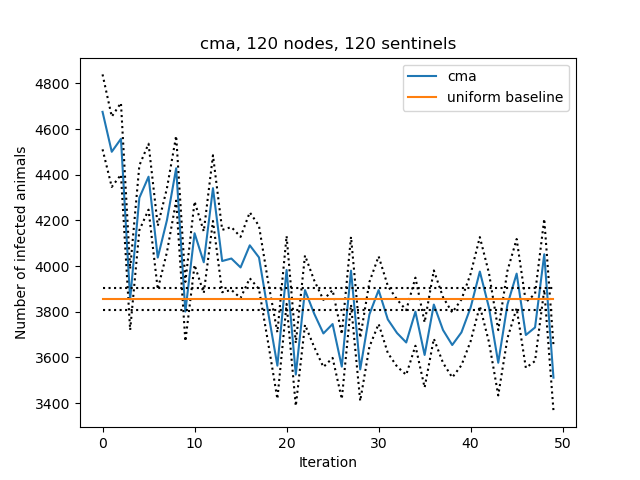 cma, 120 nodes, 120 sentinels
cma
uniform baseline
Number of infected animals
4800
4600
4400
4200
4000
3800
3600
3400
0 10 20 30 40 50
Iteration